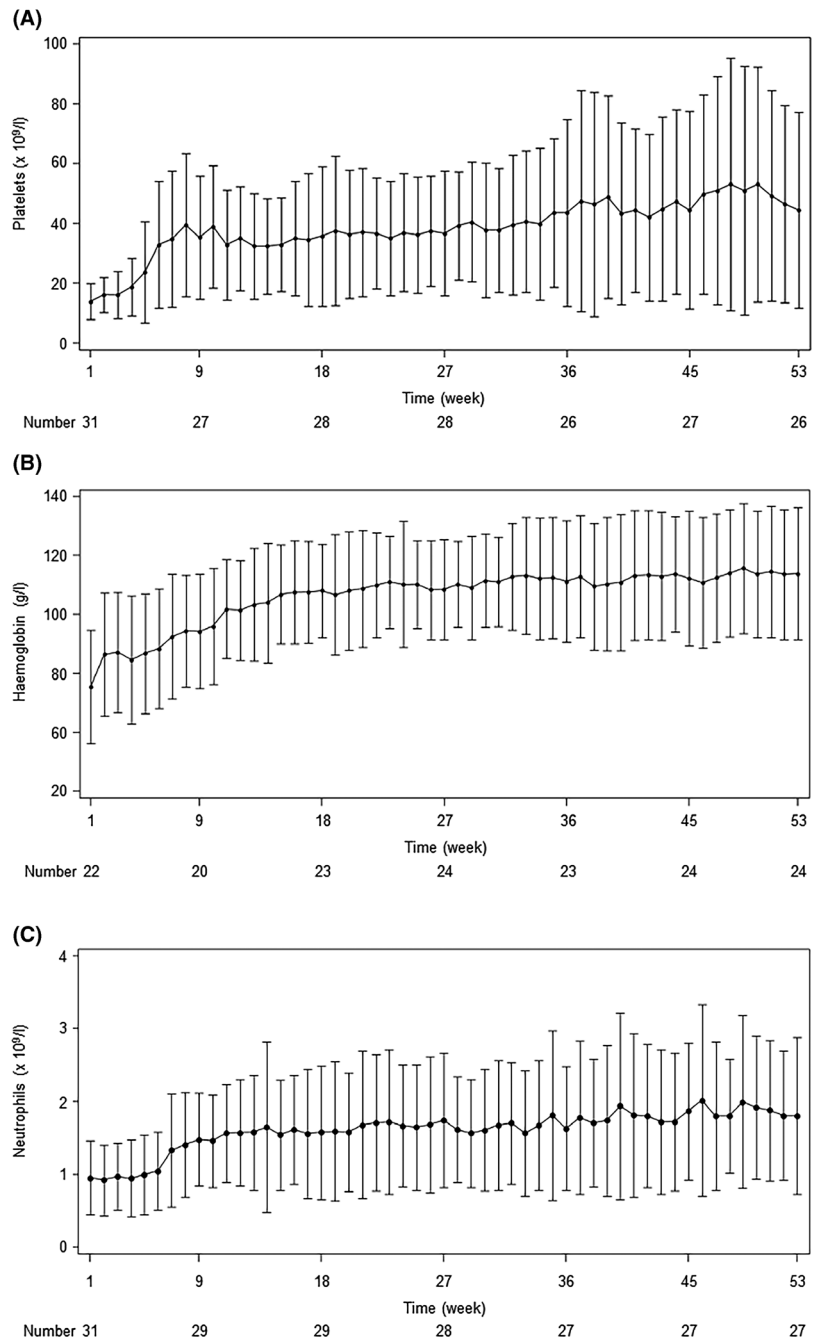 (A)
Platelets (x 10⁹/l)
100
80
60
40
20
0
1 9 18 27 36 45 53
Time (week)
Number 31 27 28 28 26 27 26
(B)
Haemoglobin (g/l)
140
120
100
80
60
20
1 9 18 27 36 45 53
Time (week)
Number 22 20 23 24 23 24 24
(C)
Neutrophils (x 10⁹/l)
4
3
2
1
0
1 9 18 27 36 45 53
Time (week)
Number 31 29 29 28 27 27 27